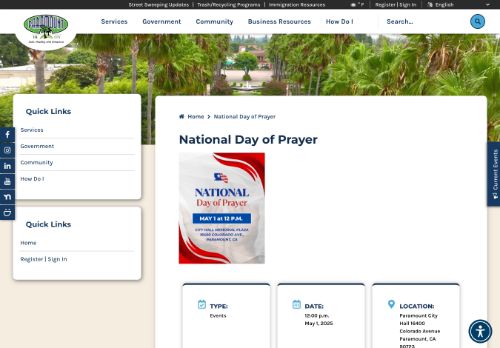 Street Sweeping Updates | Trash/Recycling Programs | Immigration Resources
° F
Register | Sign In
English
PARAMOUNT
Services
Government
Community
Business Resources
How Do I
Search...
Quick Links
Services
Government
Community
How Do I
Quick Links
Home
Register | Sign In
Home
National Day of Prayer
National Day of Prayer
NATIONAL
Day of Prayer
MAY 1 at 12 P.M.
CITY HALL MEMORIAL PLAZA
16400 COLORADO AVE.,
PARAMOUNT, CA
TYPE:
Events
DATE:
12:00 p.m.
May 1, 2025
LOCATION:
Paramount City
Hall 16400
Colorado Avenue
Paramount, CA
90723
Current Events